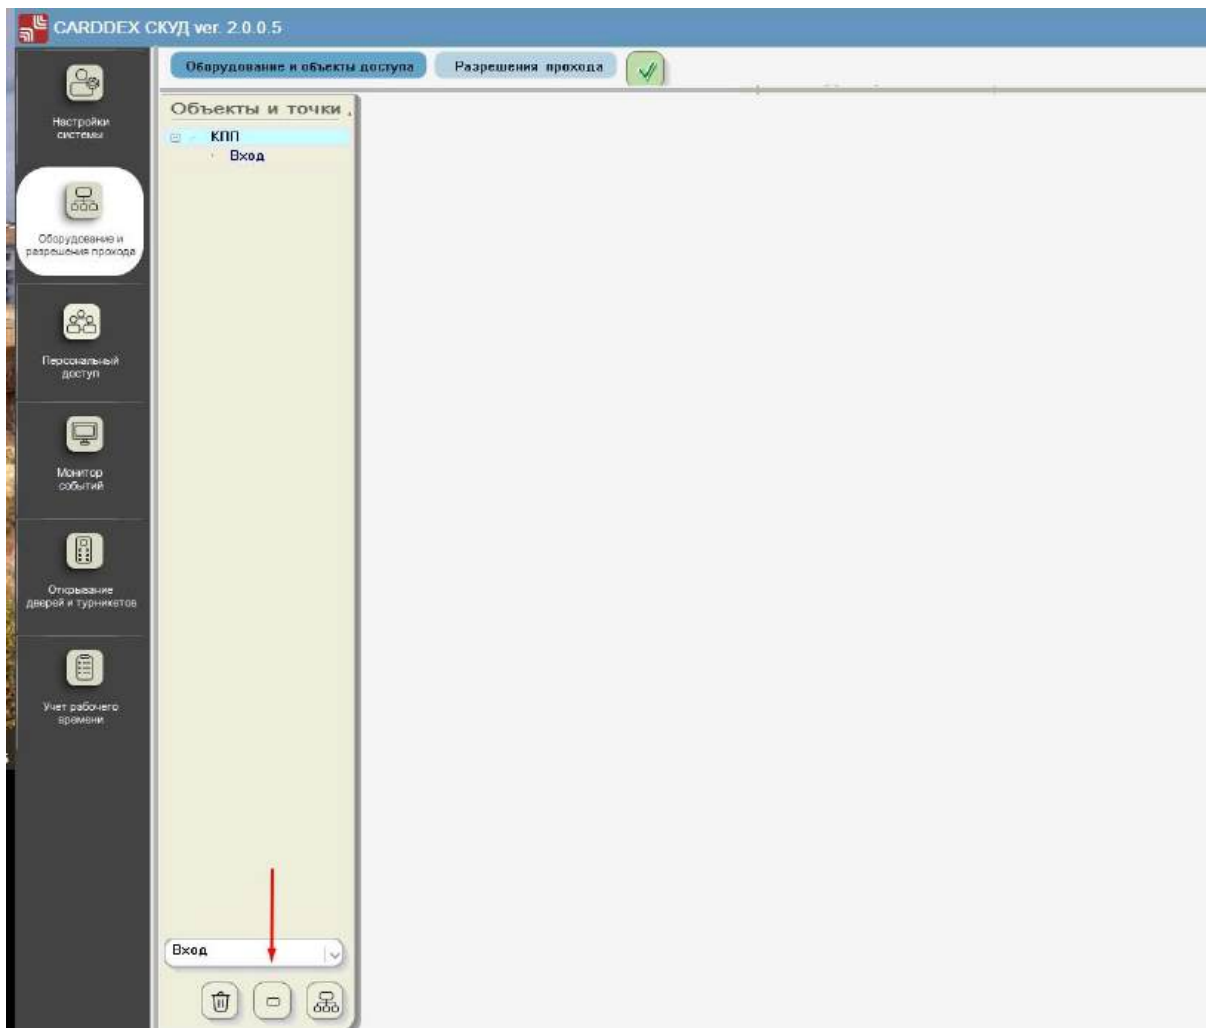 CARDDEX СКУД ver. 2.0.0.5
Оборудование и объекты доступа
Разрешения прохода
Настройки
системы
Объекты и точки
КПП
Вход
Оборудование и
разрешения прохода
Персональный
доступ
Монитор
событий
Открывание
дверей и турникетов
Учет рабочего
времени
Вход